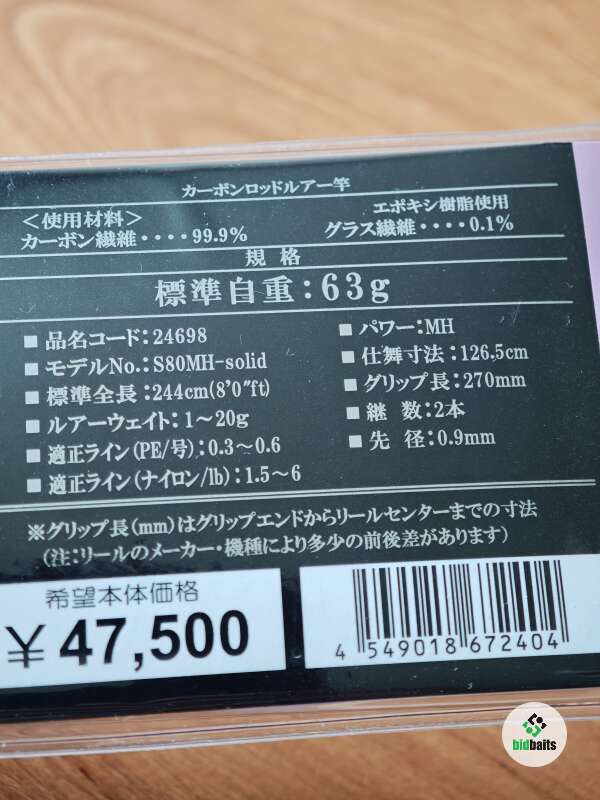 カーボンロッドルアー竿
＜使用材料＞ エポキシ樹脂使用
カーボン繊維・・・・99.9% グラス繊維・・・・0.1%
規格
標準自重：63g
■ 品名コード：24698
■ モデルNo.：S80MH-solid
■ 標準全長：244cm(8'0"ft)
■ ルアーウェイト：1～20g
■ 適正ライン(PE/号)：0.3～0.6
■ 適正ライン(ナイロン/lb)：1.5～6
■ パワー：MH
■ 仕舞寸法：126.5cm
■ グリップ長：270mm
■ 継数：2本
■ 先径：0.9mm
※グリップ長(mm)はグリップエンドからリールセンターまでの寸法
(注：リールのメーカー・機種により多少の前後差があります)
希望本体価格
￥47,500
4 549018 672404
bidbaits